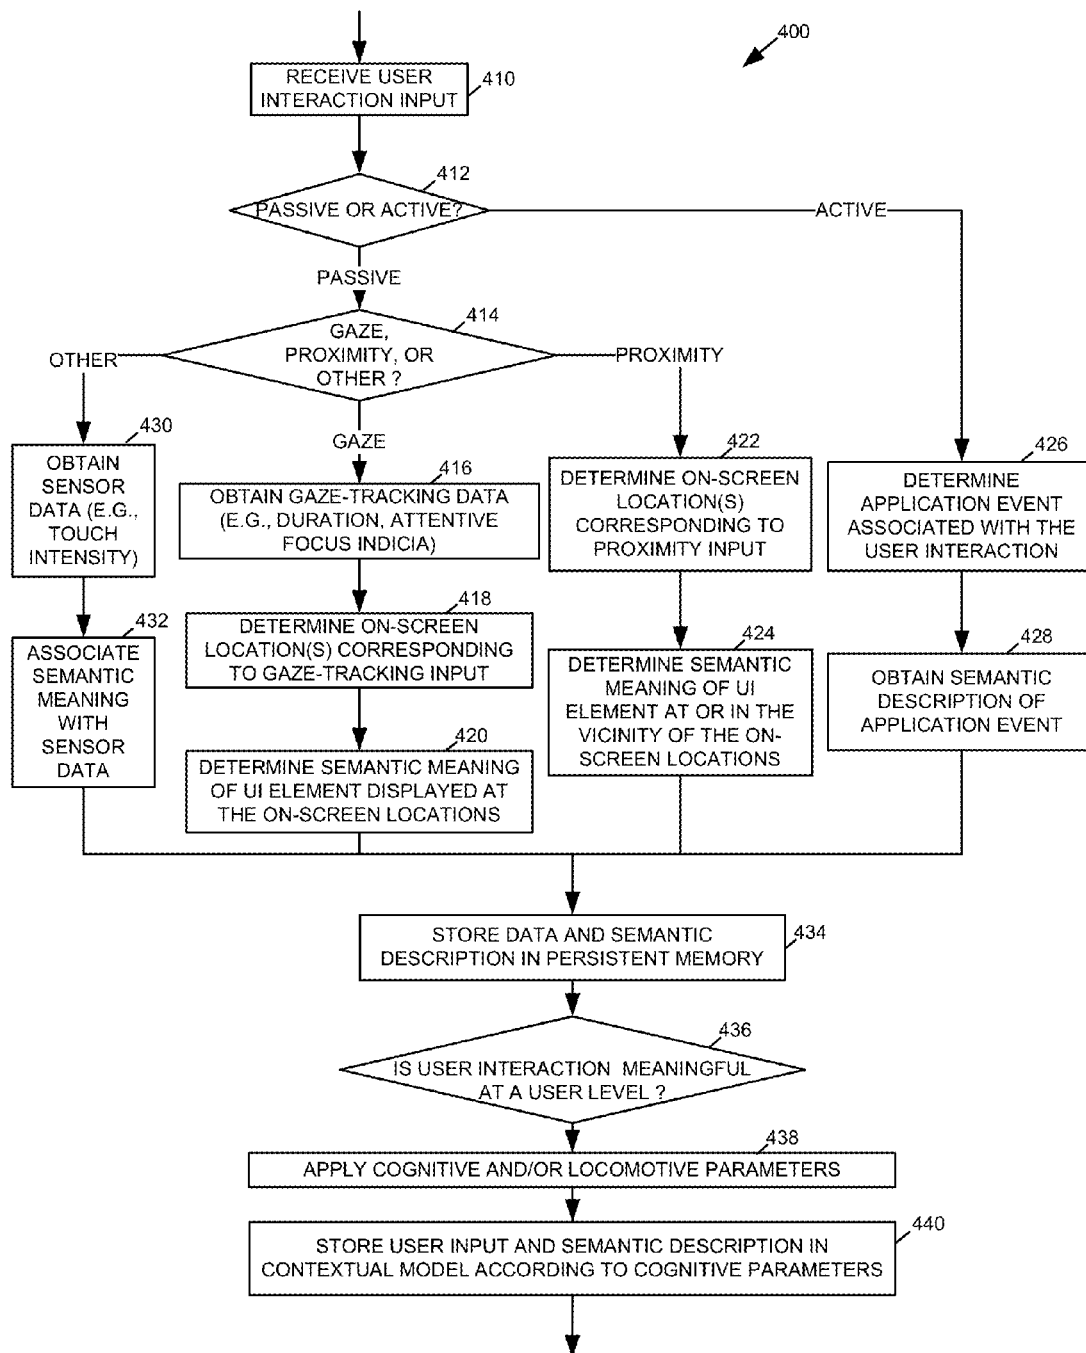 400
RECEIVE USER
INTERACTION INPUT
410
412
PASSIVE OR ACTIVE?
ACTIVE
PASSIVE
414
GAZE,
PROXIMITY, OR
OTHER ?
OTHER
PROXIMITY
GAZE
430
OBTAIN
SENSOR
DATA (E.G.,
TOUCH
INTENSITY)
416
OBTAIN GAZE-TRACKING DATA
(E.G., DURATION, ATTENTIVE
FOCUS INDICIA)
422
DETERMINE ON-SCREEN
LOCATION(S)
CORRESPONDING TO
PROXIMITY INPUT
426
DETERMINE
APPLICATION EVENT
ASSOCIATED WITH THE
USER INTERACTION
432
ASSOCIATE
SEMANTIC
MEANING
WITH
SENSOR
DATA
418
DETERMINE ON-SCREEN
LOCATION(S) CORRESPONDING
TO GAZE-TRACKING INPUT
424
DETERMINE SEMANTIC
MEANING OF UI
ELEMENT AT OR IN THE
VICINITY OF THE ON-
SCREEN LOCATIONS
428
OBTAIN SEMANTIC
DESCRIPTION OF
APPLICATION EVENT
420
DETERMINE SEMANTIC MEANING
OF UI ELEMENT DISPLAYED AT
THE ON-SCREEN LOCATIONS
STORE DATA AND SEMANTIC
DESCRIPTION IN PERSISTENT MEMORY
434
436
IS USER INTERACTION MEANINGFUL
AT A USER LEVEL ?
438
APPLY COGNITIVE AND/OR LOCOMOTIVE PARAMETERS
440
STORE USER INPUT AND SEMANTIC DESCRIPTION IN
CONTEXTUAL MODEL ACCORDING TO COGNITIVE PARAMETERS